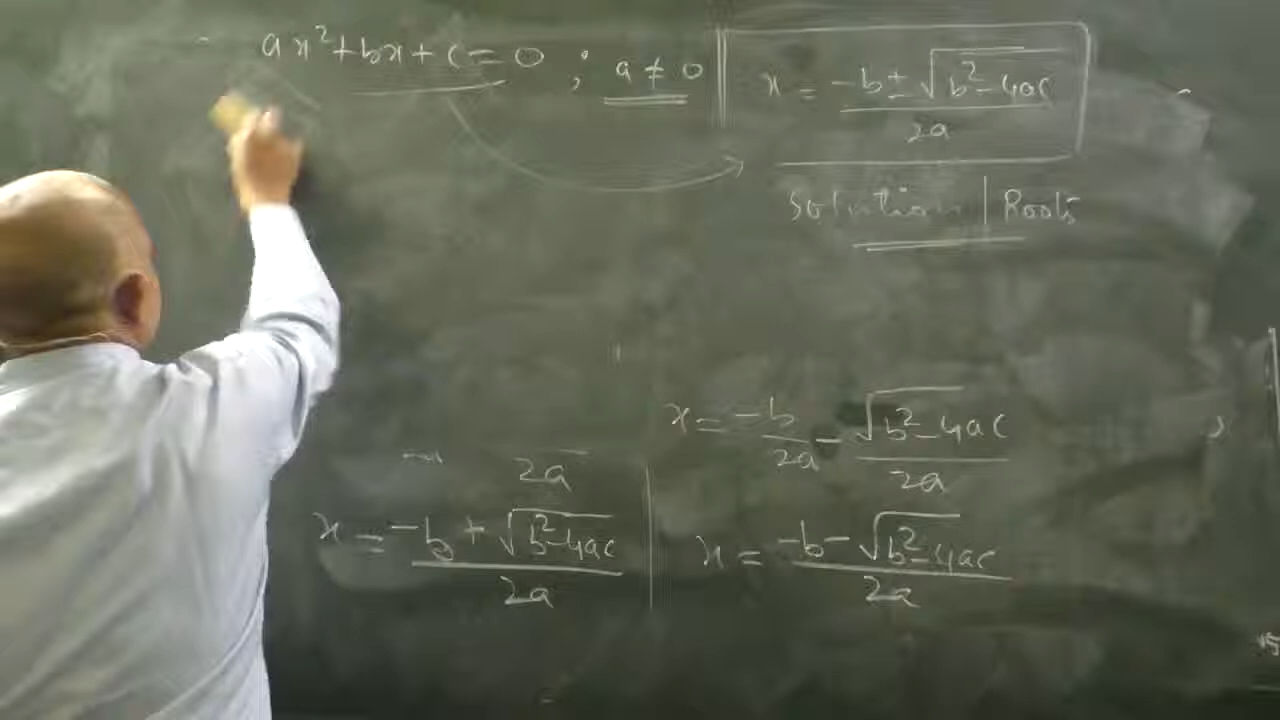 ax²+bx+c=0 ; a≠0
x = (-b±√(b²-4ac))/2a
Solution | Roots
x = -b/2a - √(b²-4ac)/2a
2a
x = (-b+√(b²-4ac))/2a
x = (-b-√(b²-4ac))/2a